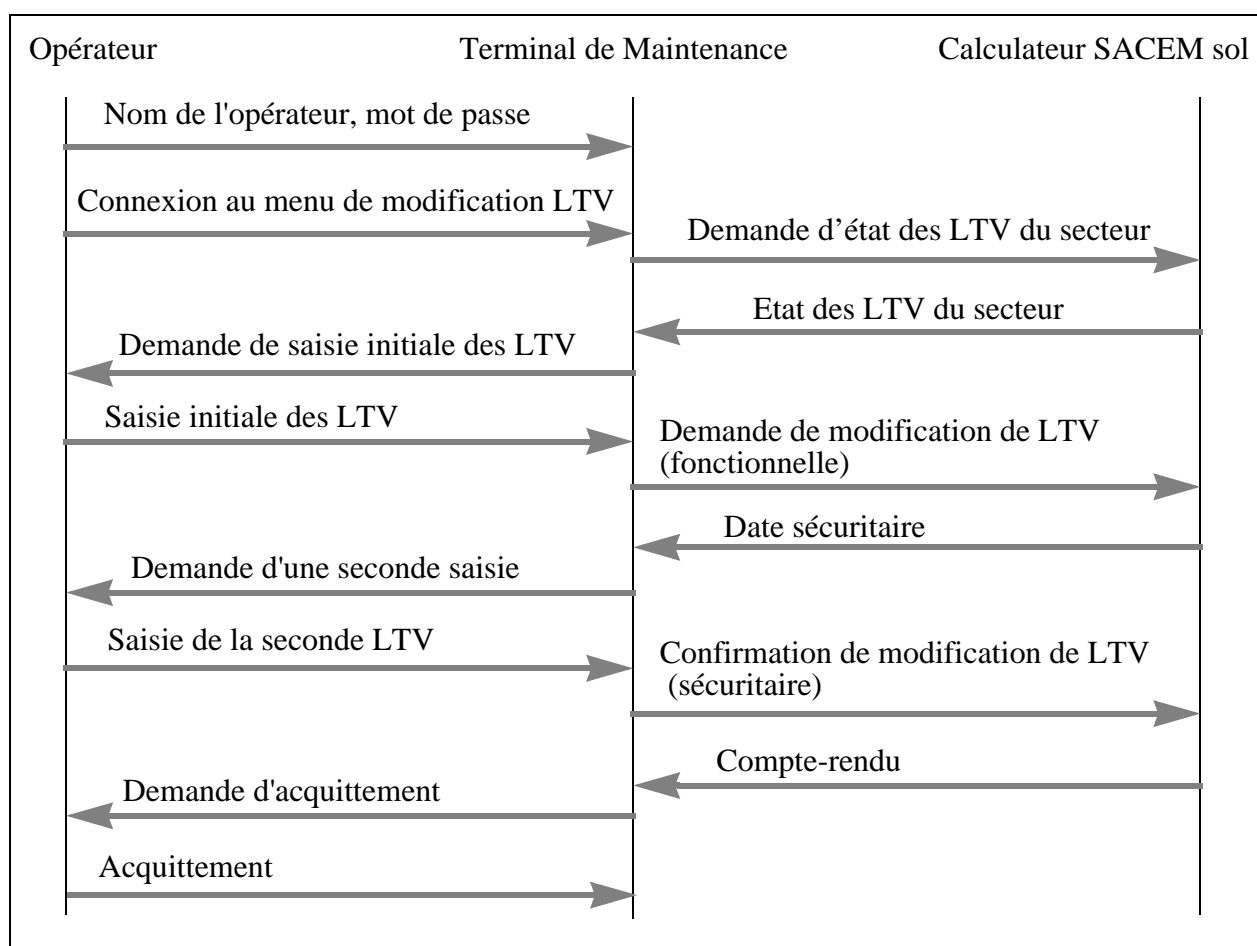 Opérateur
Terminal de Maintenance
Calculateur SACEM sol
Nom de l'opérateur, mot de passe
Connexion au menu de modification LTV
Demande d’état des LTV du secteur
Etat des LTV du secteur
Demande de saisie initiale des LTV
Saisie initiale des LTV
Demande de modification de LTV
(fonctionnelle)
Date sécuritaire
Demande d'une seconde saisie
Saisie de la seconde LTV
Confirmation de modification de LTV
(sécuritaire)
Compte-rendu
Demande d'acquittement
Acquittement